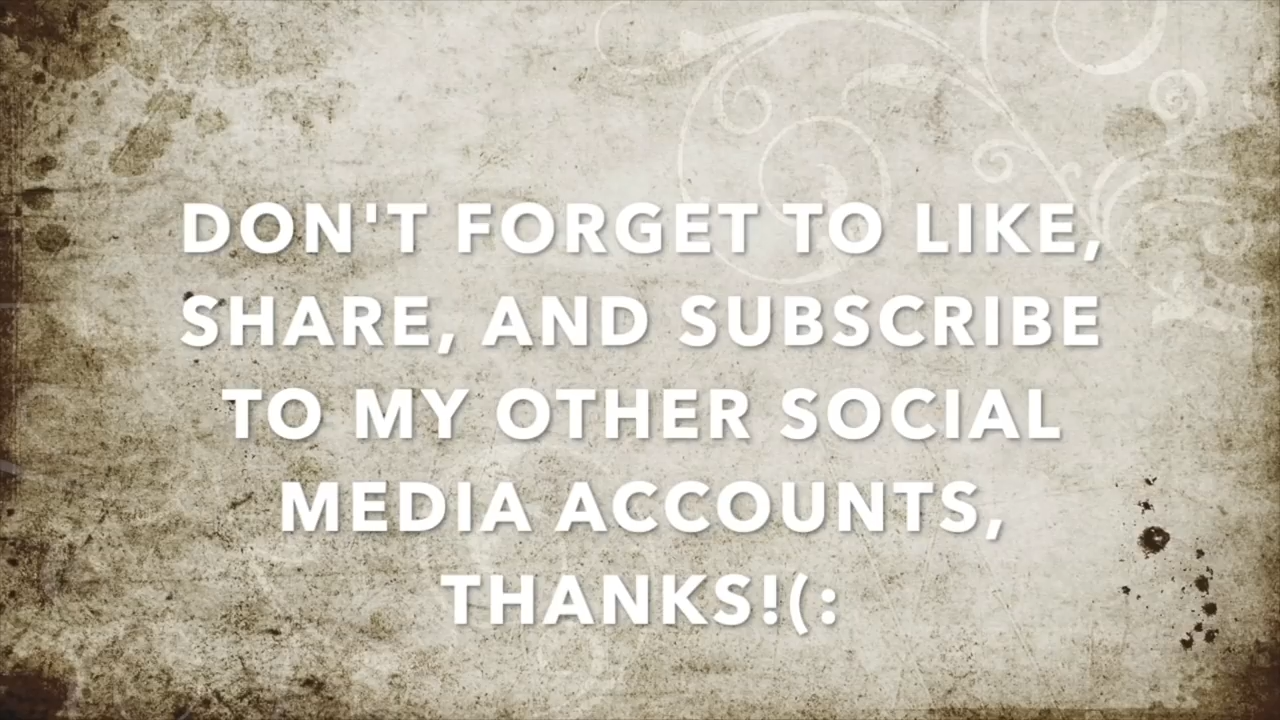 DON'T FORGET TO LIKE,
SHARE, AND SUBSCRIBE
TO MY OTHER SOCIAL
MEDIA ACCOUNTS,
THANKS!(: